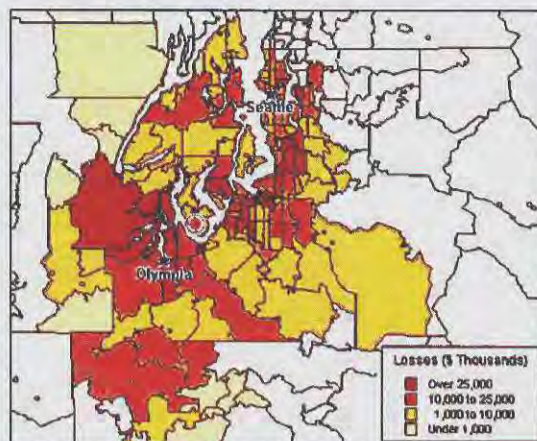 Seattle
Olympia
Losses ($ Thousands)
Over 25,000
10,000 to 25,000
1,000 to 10,000
Under 1,000